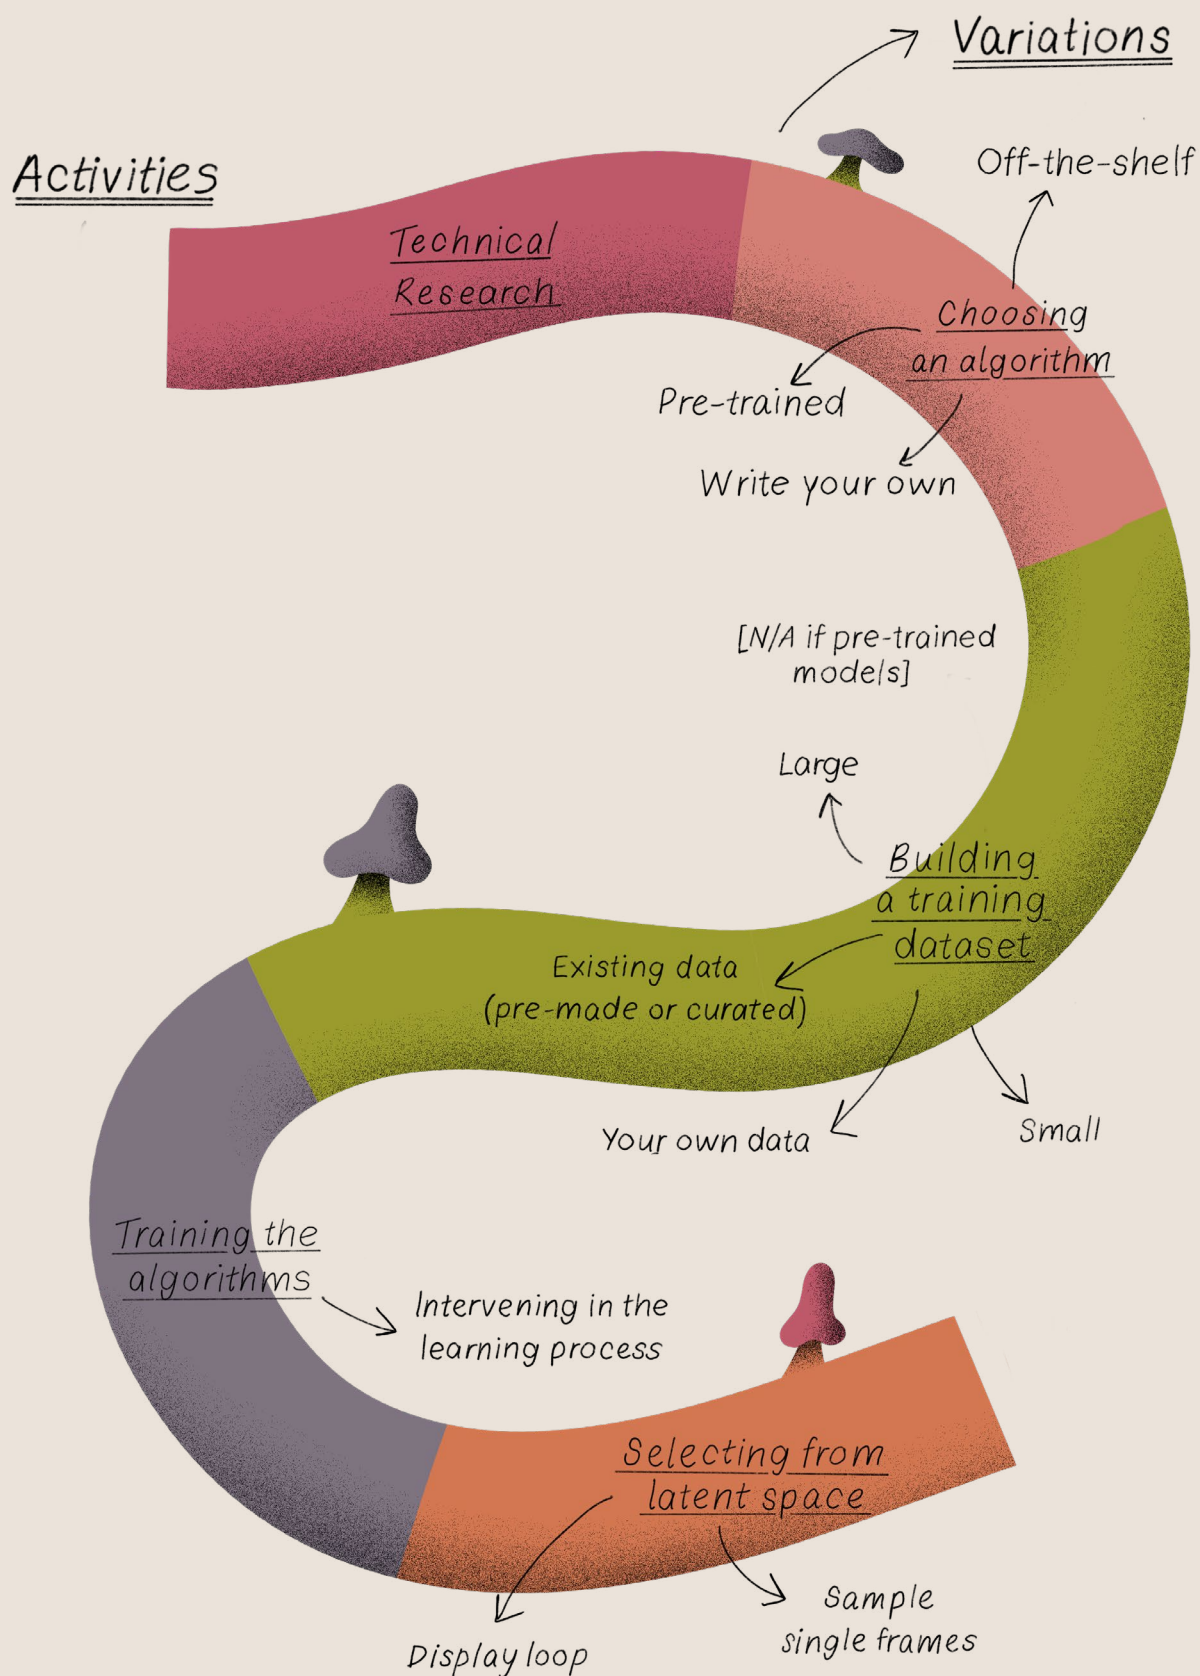 Variations
Activities
Off-the-shelf
Technical
Research
Choosing
an algorithm
Pre-trained
Write your own
[N/A if pre-trained
models]
Large
Building
a training
dataset
Existing data
(pre-made or curated)
Your own data
Small
Training the
algorithms
Intervening in the
learning process
Selecting from
latent space
Sample
single frames
Display loop